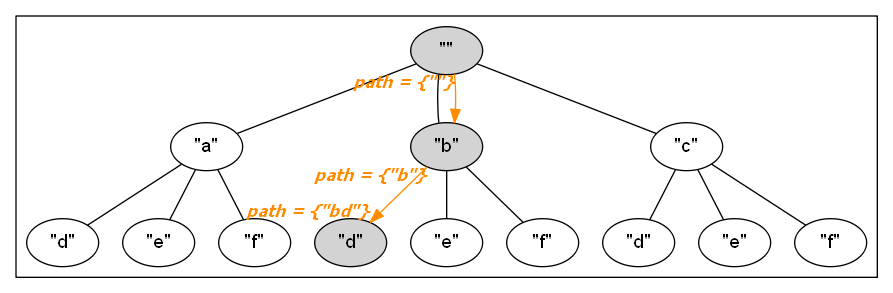 ""
path = {""}
"a" "b" "c"
path = {"b"}
path = {"bd"}
"d" "e" "f" "d" "e" "f" "d" "e" "f"